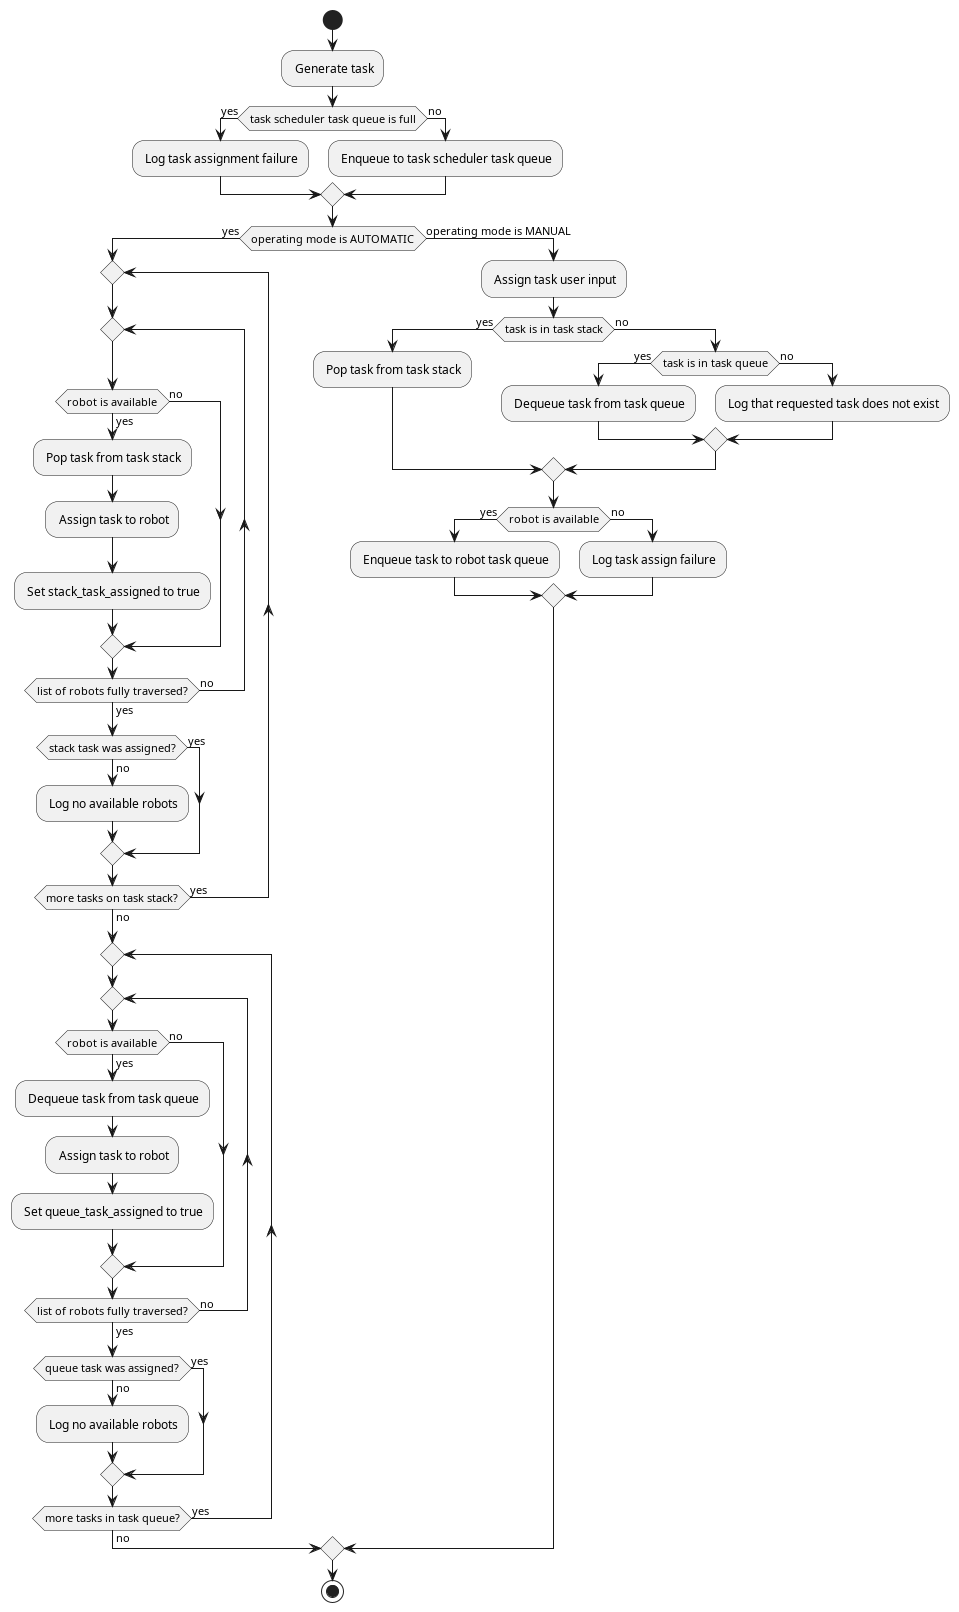 Generate task
yes
task scheduler task queue is full
no
Log task assignment failure
Enqueue to task scheduler task queue
yes
operating mode is AUTOMATIC
operating mode is MANUAL
robot is available
no
yes
Pop task from task stack
Assign task to robot
Set stack_task_assigned to true
list of robots fully traversed?
no
yes
stack task was assigned?
yes
no
Log no available robots
more tasks on task stack?
yes
no
robot is available
no
yes
Dequeue task from task queue
Assign task to robot
Set queue_task_assigned to true
list of robots fully traversed?
no
yes
queue task was assigned?
yes
no
Log no available robots
more tasks in task queue?
yes
no
Assign task user input
yes
task is in task stack
no
Pop task from task stack
yes
task is in task queue
no
Dequeue task from task queue
Log that requested task does not exist
yes
robot is available
no
Enqueue task to robot task queue
Log task assign failure